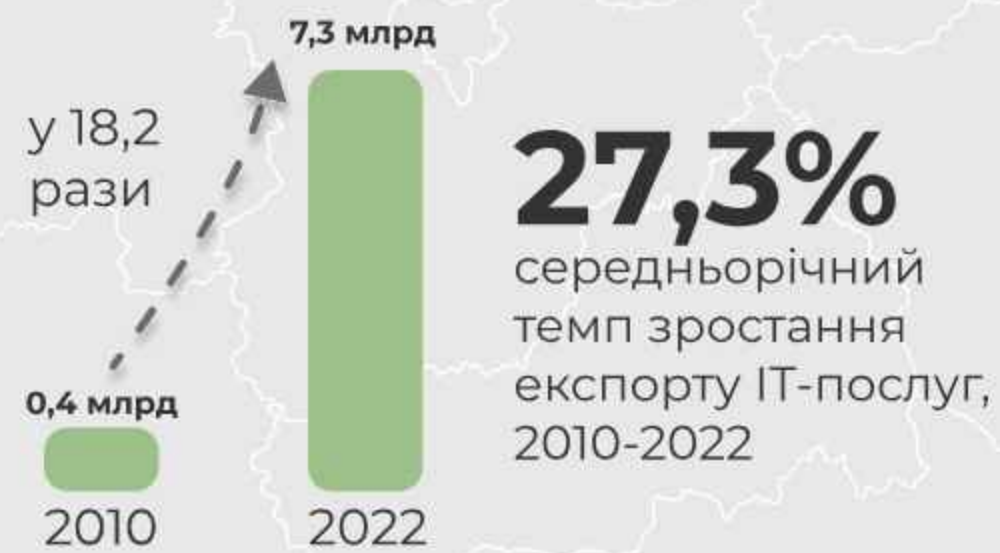 7,3 млрд
у 18,2
рази
0,4 млрд
2010
2022
27,3%
середньорічний
темп зростання
експорту ІТ-послуг,
2010-2022